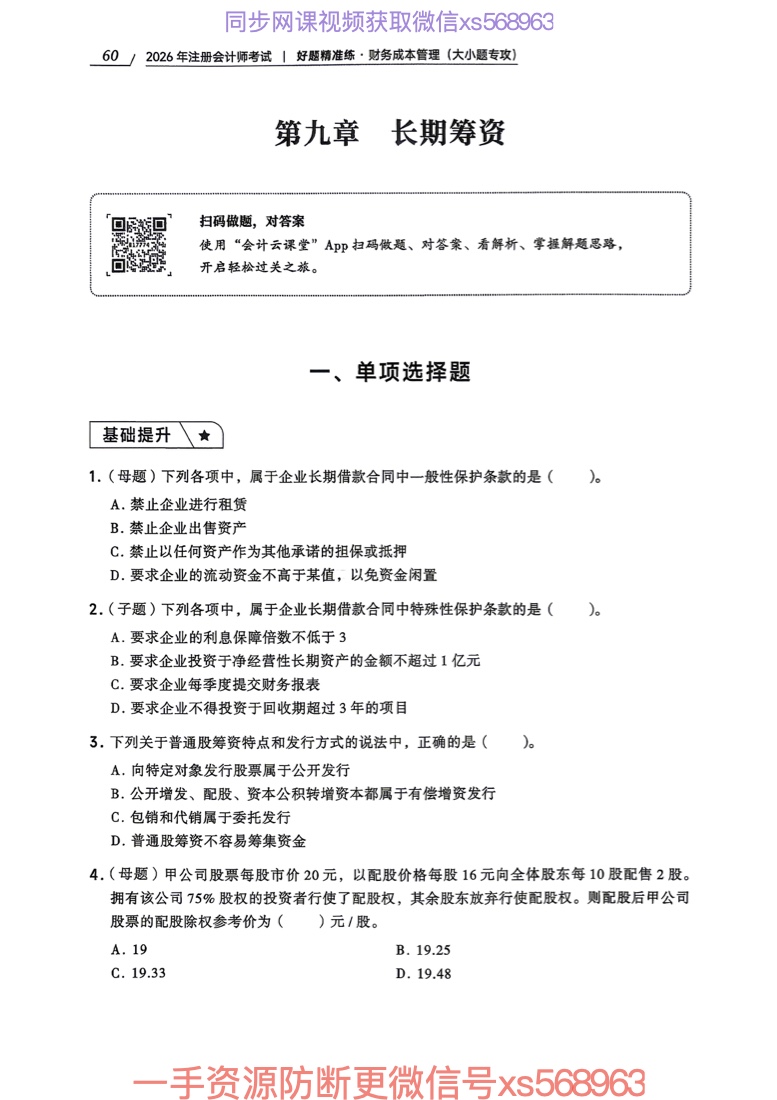 同步网课视频获取微信xs568963
60 / 2026 年注册会计师考试 | 好题精准练·财务成本管理（大小题专攻）
第九章 长期筹资
扫码做题，对答案
使用“会计云课堂”App 扫码做题、对答案、看解析、掌握解题思路，
开启轻松过关之旅。
一、单项选择题
基础提升 ★
1.（母题）下列各项中，属于企业长期借款合同中一般性保护条款的是（  ）。
A. 禁止企业进行租赁
B. 禁止企业出售资产
C. 禁止以任何资产作为其他承诺的担保或抵押
D. 要求企业的流动资金不高于某值，以免资金闲置
2.（子题）下列各项中，属于企业长期借款合同中特殊性保护条款的是（  ）。
A. 要求企业的利息保障倍数不低于 3
B. 要求企业投资于净经营性长期资产的金额不超过 1 亿元
C. 要求企业每季度提交财务报表
D. 要求企业不得投资于回收期超过 3 年的项目
3. 下列关于普通股筹资特点和发行方式的说法中，正确的是（  ）。
A. 向特定对象发行股票属于公开发行
B. 公开增发、配股、资本公积转增资本都属于有偿增资发行
C. 包销和代销属于委托发行
D. 普通股筹资不容易筹集资金
4.（母题）甲公司股票每股市价 20 元，以配股价格每股 16 元向全体股东每 10 股配售 2 股。
拥有该公司 75% 股权的投资者行使了配股权，其余股东放弃行使配股权。则配股后甲公司
股票的配股除权参考价为（  ）元 / 股。
A. 19 B. 19.25
C. 19.33 D. 19.48
一手资源防断更微信号xs568963